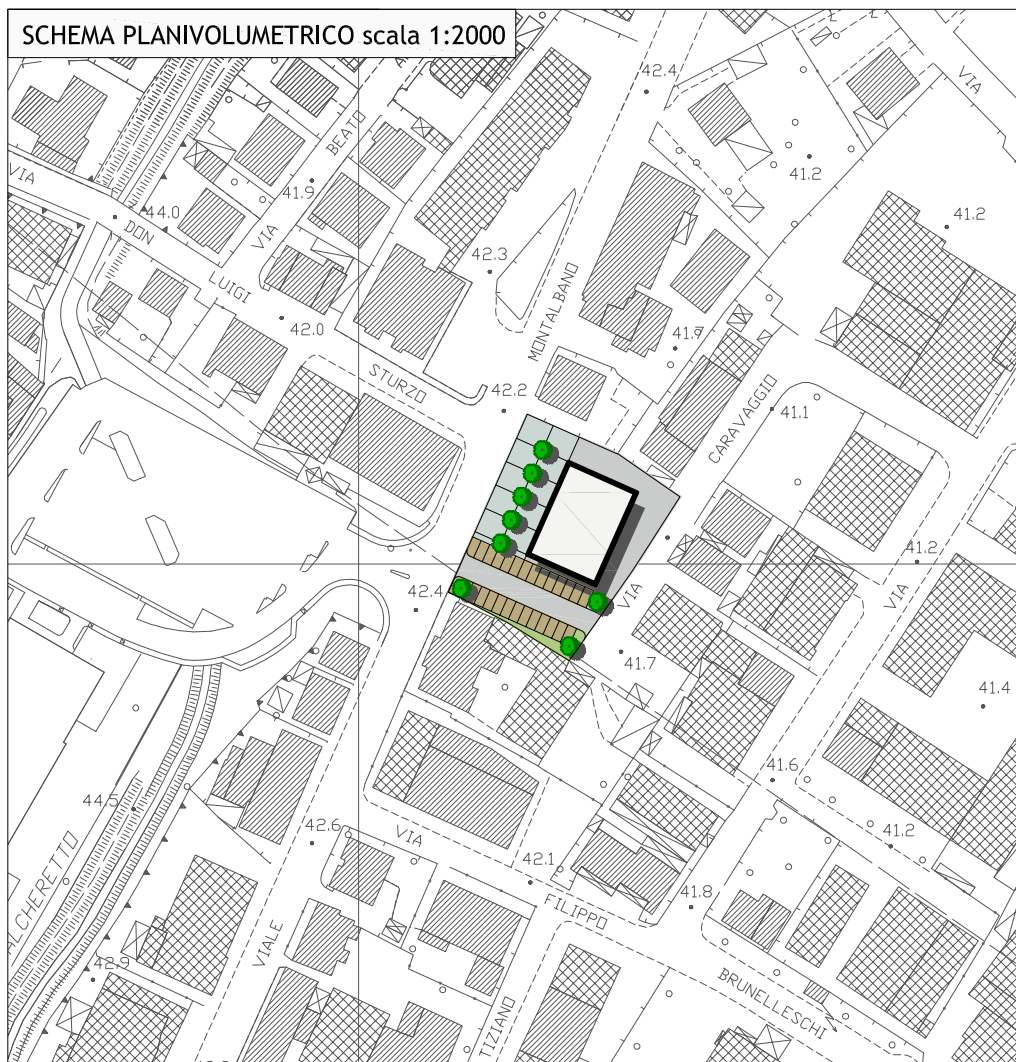 SCHEMA PLANIVOLUMETRICO scala 1:2000
42.4
VIA
BEATO
41.2
VIA
41.9
44.0
DON
VIA
41.2
42.3
LUIGI
MONTALBANO
42.0
41.7
STURZO
42.2
CARAVAGGIO
41.1
41.2
42.4
VIA
VIA
41.7
41.4
41.6
44.5
42.6
VIA
41.2
42.1
41.8
FILIPPO
ALCHERETTO
VIALE
42.9
BRUNELLESCHI
TIZIANO